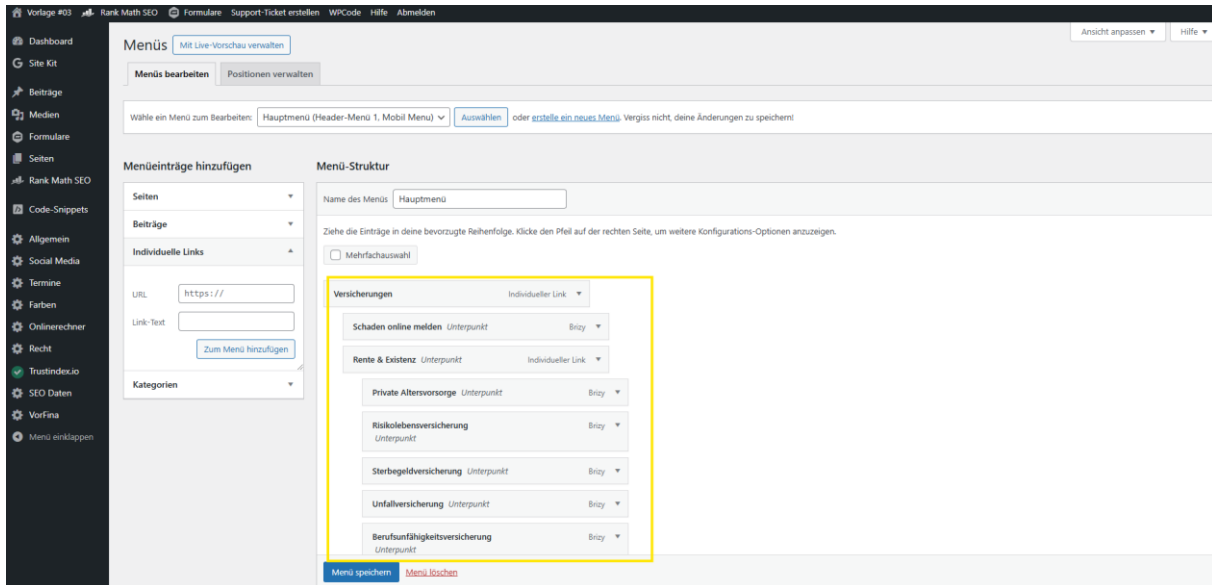 Vorlage #03 Rank Math SEO Formulare Support-Ticket erstellen WPCode Hilfe Abmelden
Dashboard
Site Kit
Beiträge
Medien
Formulare
Seiten
Rank Math SEO
Code-Snippets
Allgemein
Social Media
Termine
Farben
Onlinerechner
Recht
Trustindex.io
SEO Daten
VorFina
Menü einklappen
Ansicht anpassen Hilfe
Menüs Mit Live-Vorschau verwalten
Menüs bearbeiten Positionen verwalten
Wähle ein Menü zum Bearbeiten: Hauptmenü (Header-Menü 1, Mobil Menu) Auswählen oder erstelle ein neues Menü. Vergiss nicht, deine Änderungen zu speichern!
Menüeinträge hinzufügen
Seiten
Beiträge
Individuelle Links
URL https://
Link-Text
Zum Menü hinzufügen
Kategorien
Menü-Struktur
Name des Menüs Hauptmenü
Ziehe die Einträge in deine bevorzugte Reihenfolge. Klicke den Pfeil auf der rechten Seite, um weitere Konfigurations-Optionen anzuzeigen.
Mehrfachauswahl
Versicherungen Individueller Link
Schaden online melden Unterpunkt Brizy
Rente & Existenz Unterpunkt Individueller Link
Private Altersvorsorge Unterpunkt Brizy
Risikolebensversicherung Brizy
Unterpunkt
Sterbegeldversicherung Unterpunkt Brizy
Unfallversicherung Unterpunkt Brizy
Berufsunfähigkeitsversicherung Brizy
Unterpunkt
Menü speichern Menü löschen